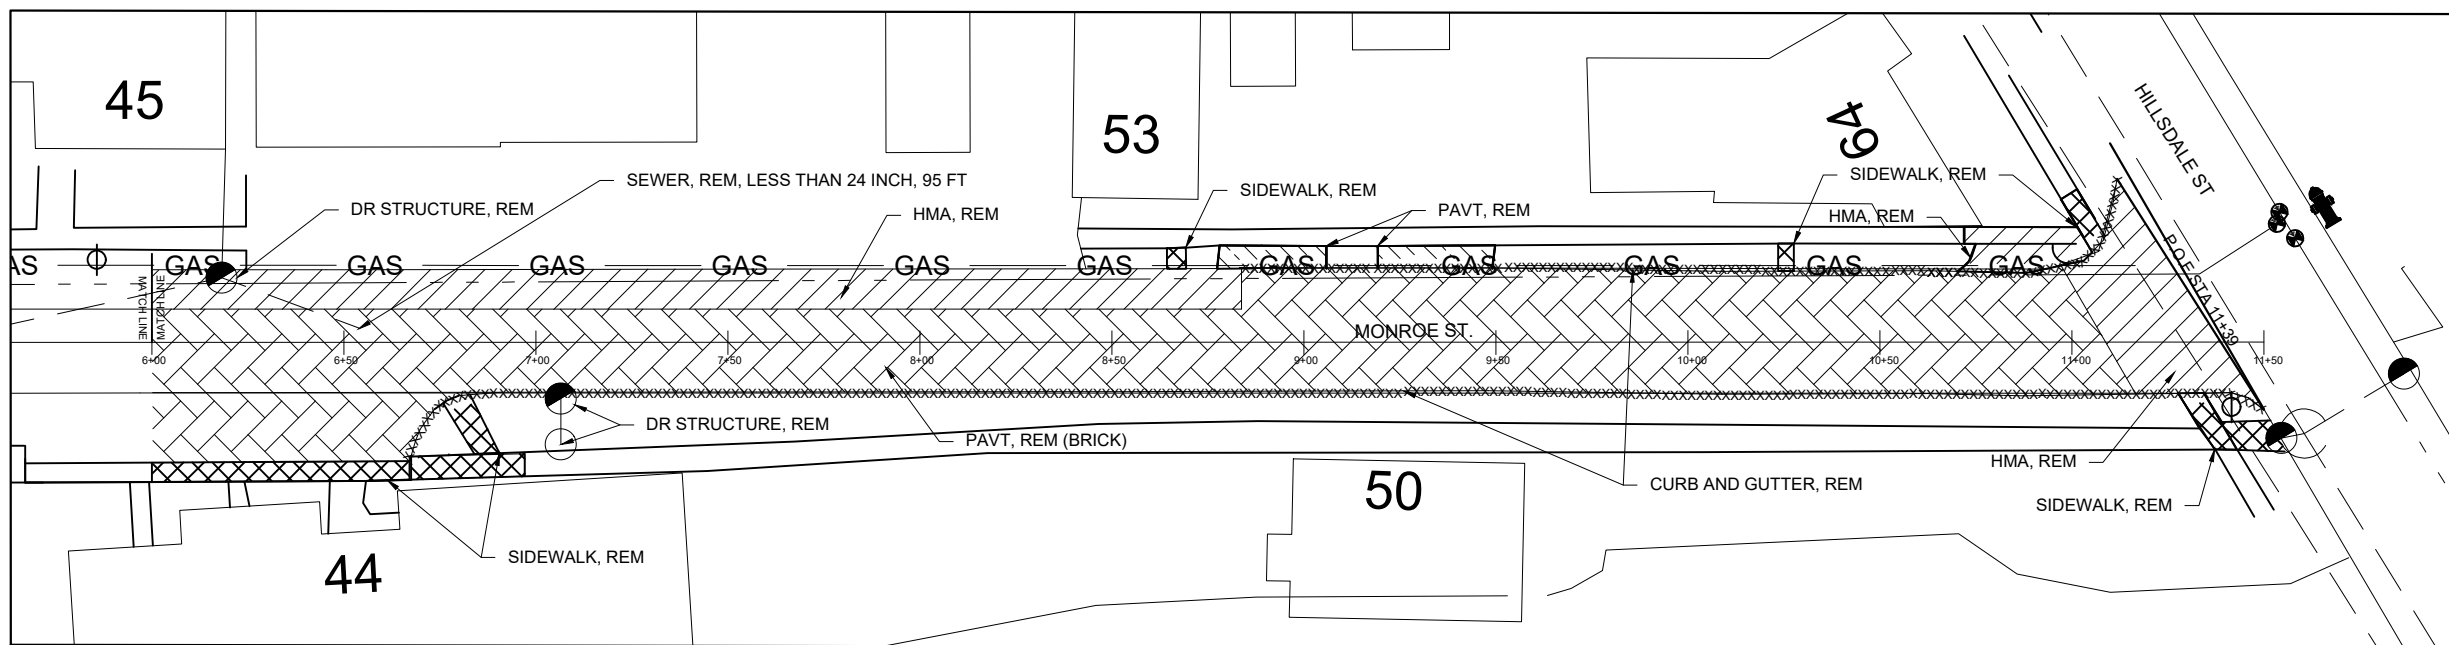 45
53
64
HILLSDALE ST
SEWER, REM, LESS THAN 24 INCH, 95 FT
SIDEWALK, REM
SIDEWALK, REM
DR STRUCTURE, REM
HMA, REM
PAVT, REM
HMA, REM
AS
GAS
GAS
GAS
GAS
GAS
GAS
GAS
GAS
GAS
GAS
GAS
MATCH LINE
MATCH LINE
P.O.E STA 11+39
MONROE ST.
6+00
6+50
7+00
7+50
8+00
8+50
9+00
9+50
10+00
10+50
11+00
11+50
DR STRUCTURE, REM
PAVT, REM (BRICK)
HMA, REM
CURB AND GUTTER, REM
50
SIDEWALK, REM
SIDEWALK, REM
44